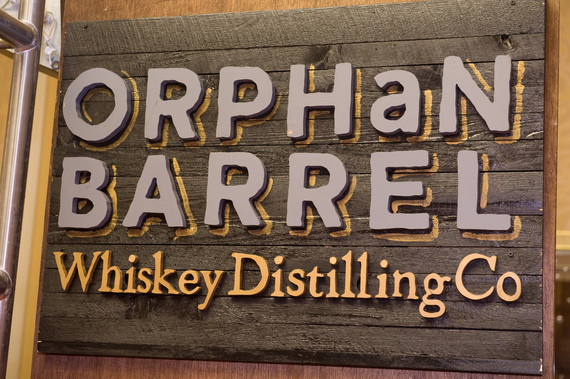 ORPHaN
BARREL
Whiskey Distilling Co